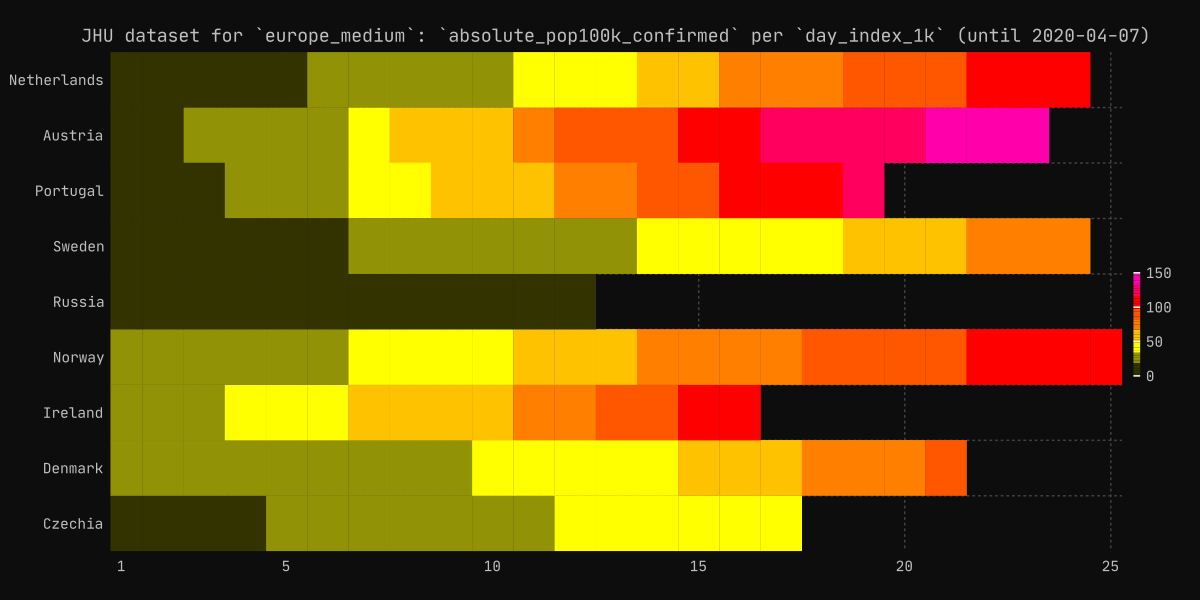 JHU dataset for `europe_medium`: `absolute_pop100k_confirmed` per `day_index_1k` (until 2020-04-07)
Netherlands
Austria
Portugal
Sweden
Russia
Norway
Ireland
Denmark
Czechia
150
100
50
0
1 5 10 15 20 25